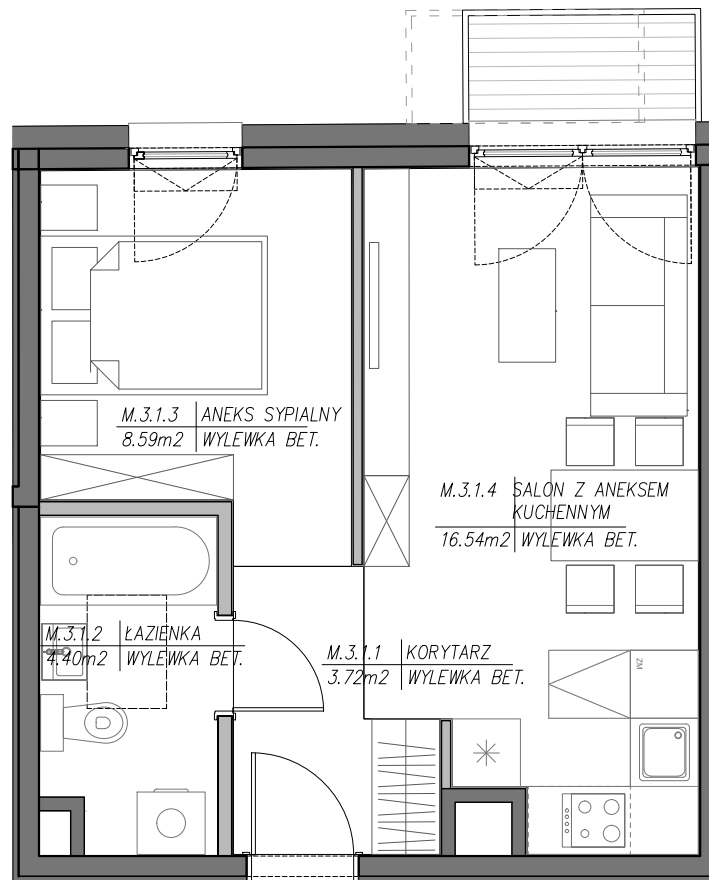 M.3.1.3 ANEKS SYPIALNY
8.59m2 WYLEWKA BET.
M.3.1.4 SALON Z ANEKSEM
KUCHENNYM
16.54m2 WYLEWKA BET.
M.3.1.2 ŁAZIENKA
4.40m2 WYLEWKA BET.
M.3.1.1 KORYTARZ
3.72m2 WYLEWKA BET.
ZM